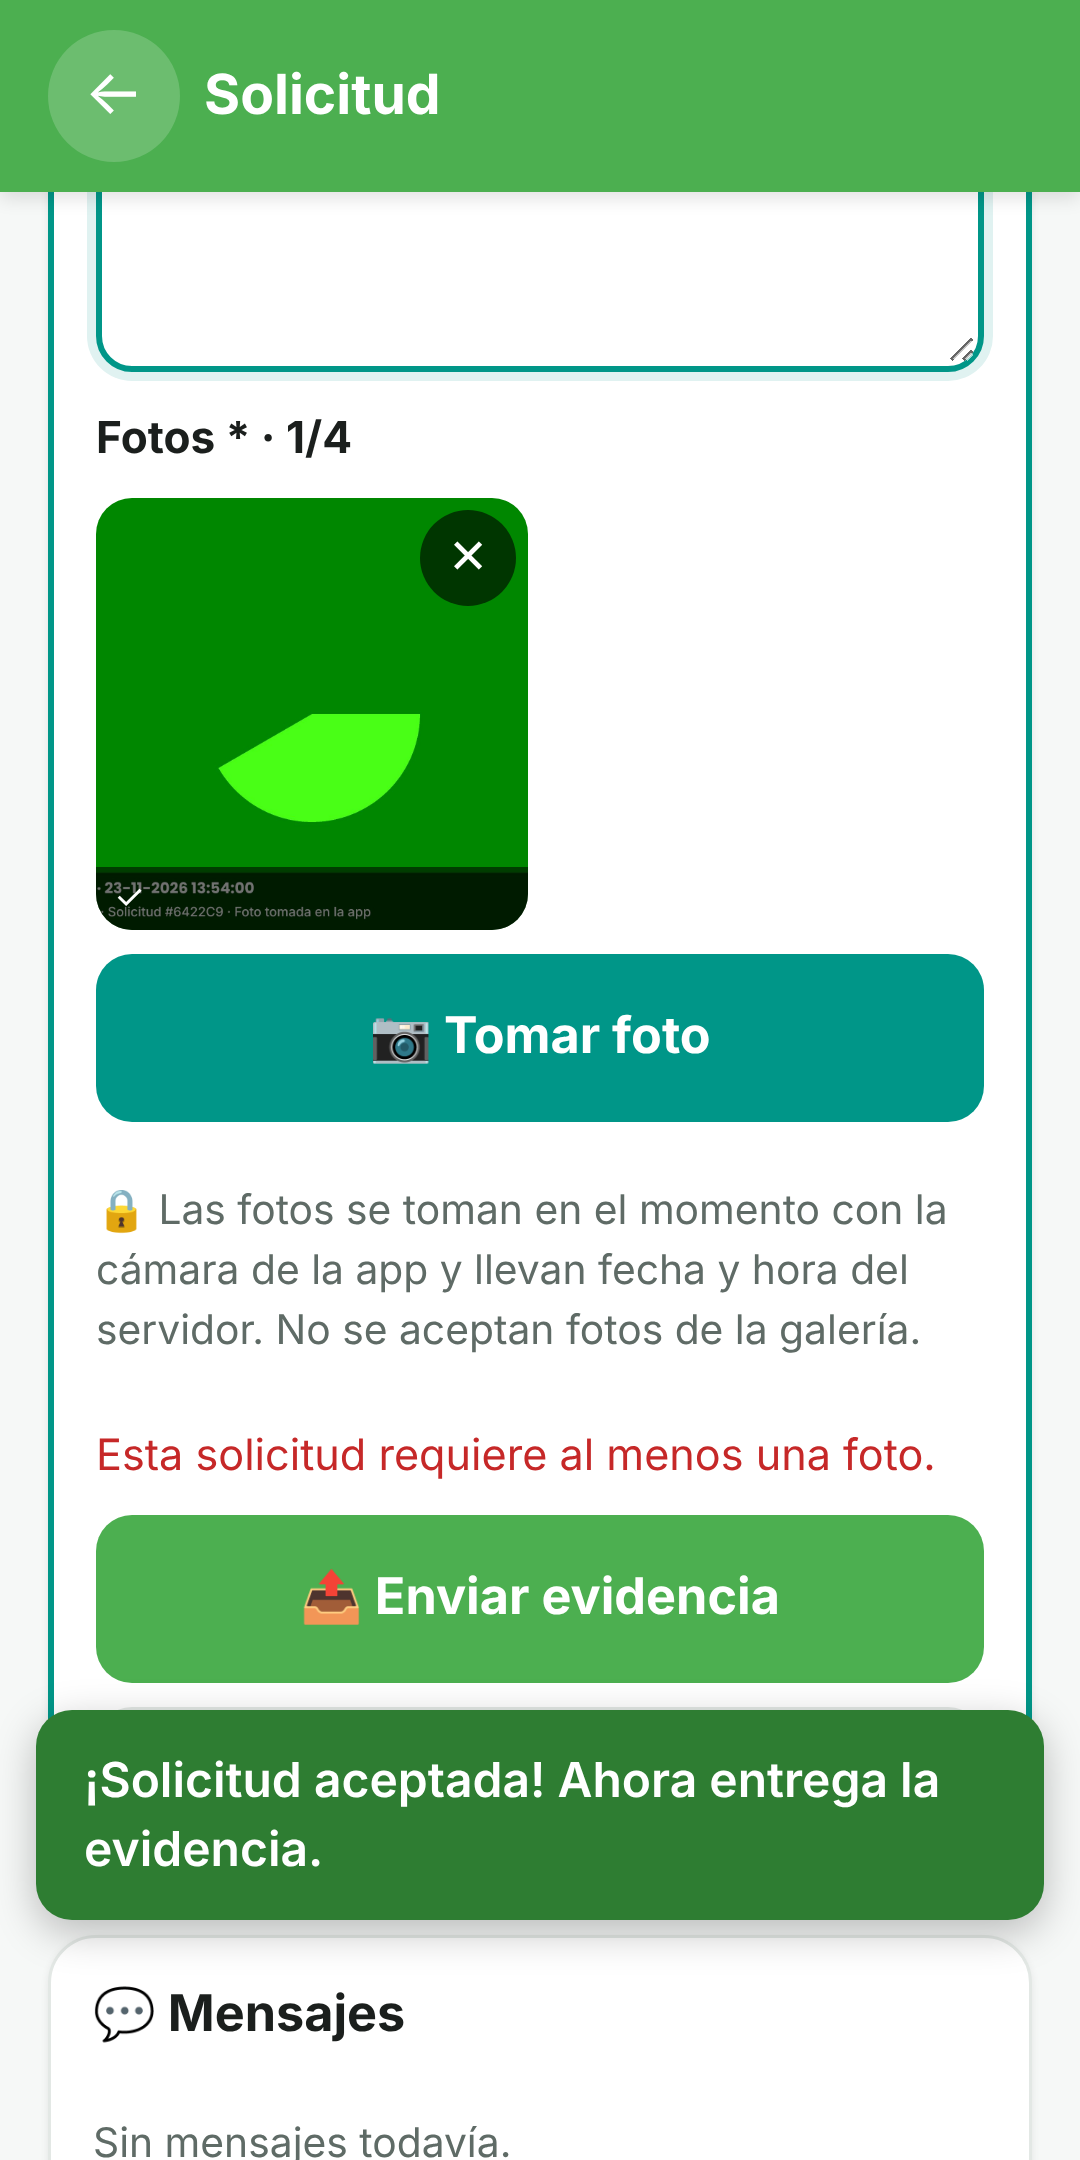 Solicitud
Fotos * · 1/4
· 23-11-2026 13:54:00
Solicitud #6422C9 · Foto tomada en la app
📷 Tomar foto
🔒 Las fotos se toman en el momento con la
cámara de la app y llevan fecha y hora del
servidor. No se aceptan fotos de la galería.
Esta solicitud requiere al menos una foto.
📤 Enviar evidencia
¡Solicitud aceptada! Ahora entrega la
evidencia.
💬 Mensajes
Sin mensajes todavía.